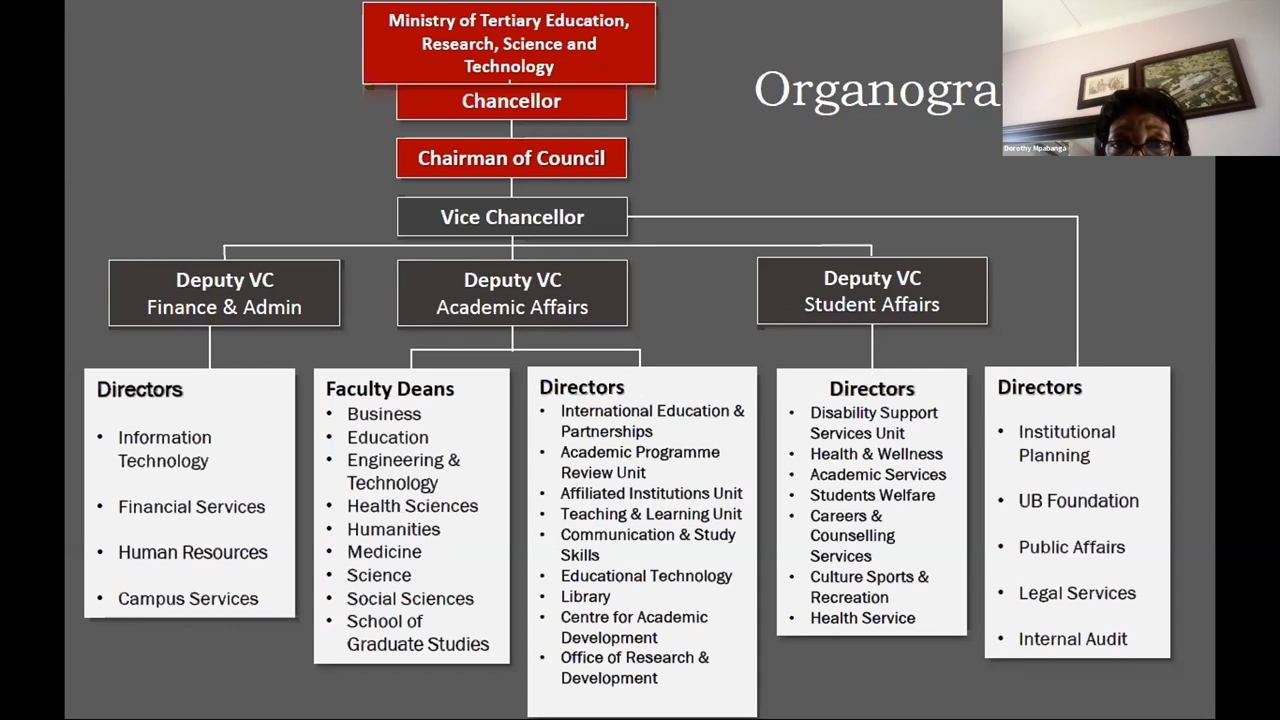 Ministry of Tertiary Education,
Research, Science and
Technology
Chancellor
Organogra
Dorothy Mpabanga
Chairman of Council
Vice Chancellor
Deputy VC
Finance & Admin
Deputy VC
Academic Affairs
Deputy VC
Student Affairs
Directors
• Information
Technology
• Financial Services
• Human Resources
• Campus Services
Faculty Deans
• Business
• Education
• Engineering &
Technology
• Health Sciences
• Humanities
• Medicine
• Science
• Social Sciences
• School of
Graduate Studies
Directors
• International Education &
Partnerships
• Academic Programme
Review Unit
• Affiliated Institutions Unit
• Teaching & Learning Unit
• Communication & Study
Skills
• Educational Technology
• Library
• Centre for Academic
Development
• Office of Research &
Development
Directors
• Disability Support
Services Unit
• Health & Wellness
• Academic Services
• Students Welfare
• Careers &
Counselling
Services
• Culture Sports &
Recreation
• Health Service
Directors
• Institutional
Planning
• UB Foundation
• Public Affairs
• Legal Services
• Internal Audit